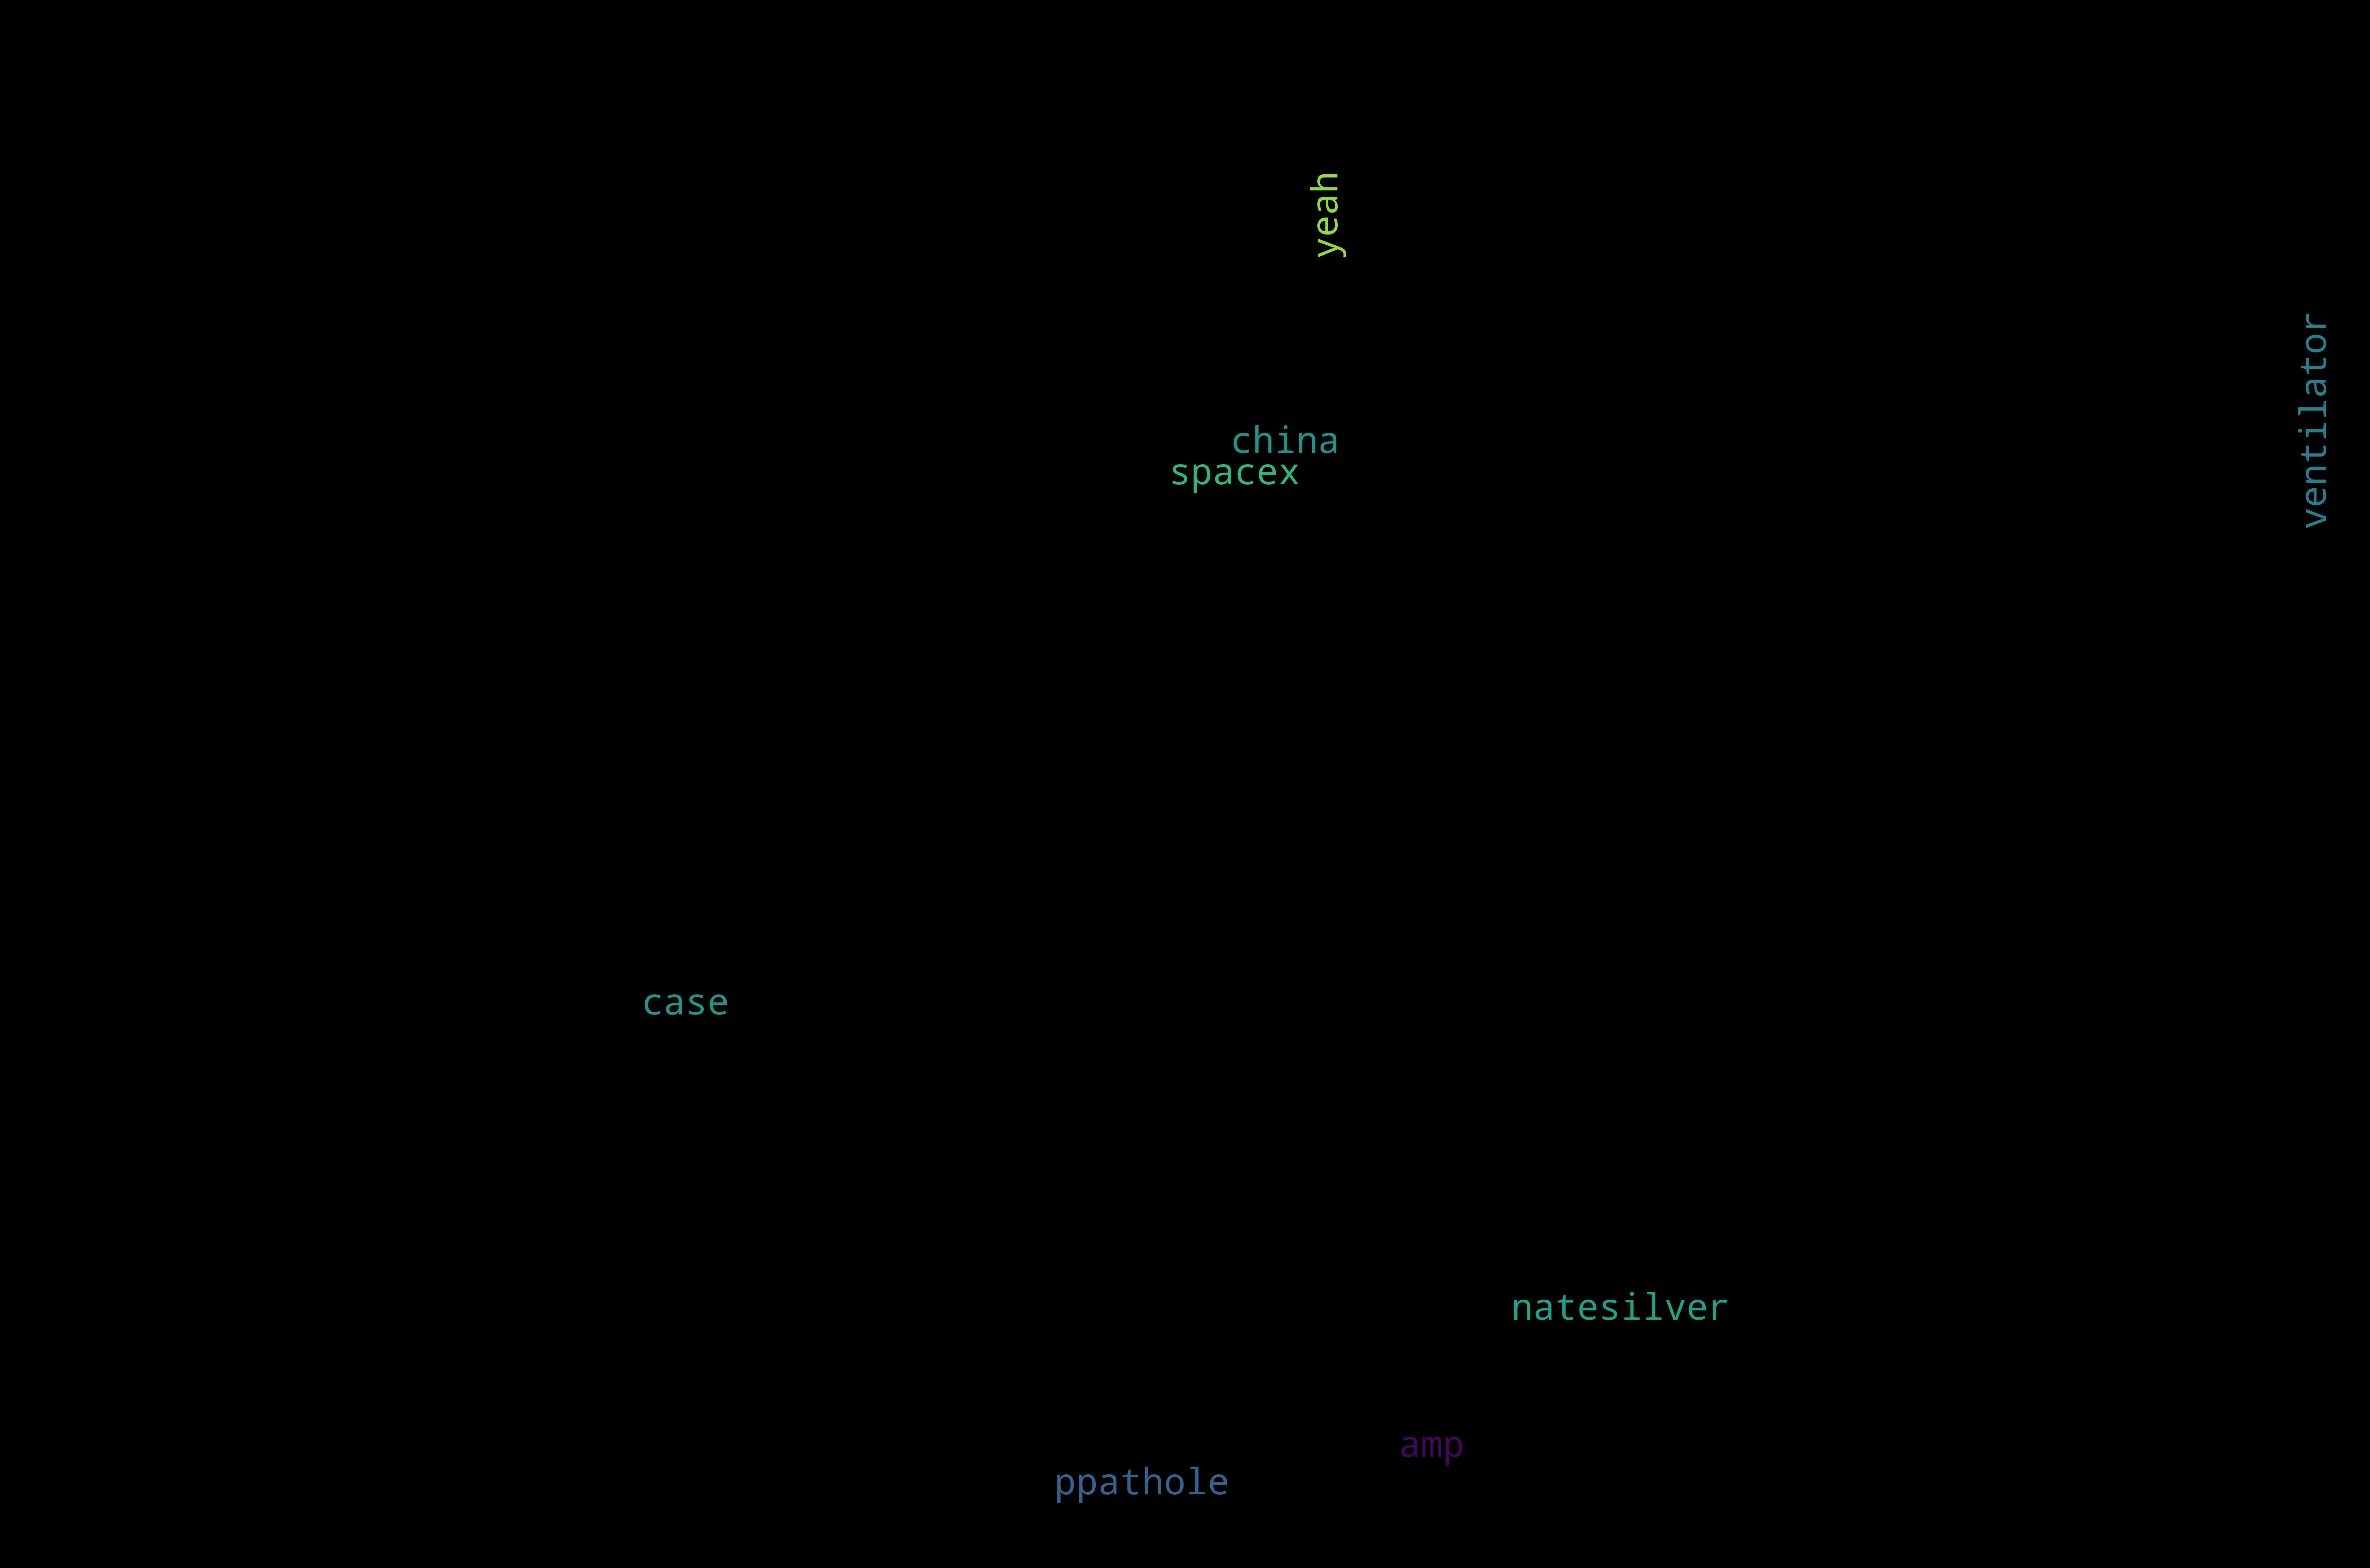 yeah
ventilator
china
spacex
case
natesilver
amp
ppathole